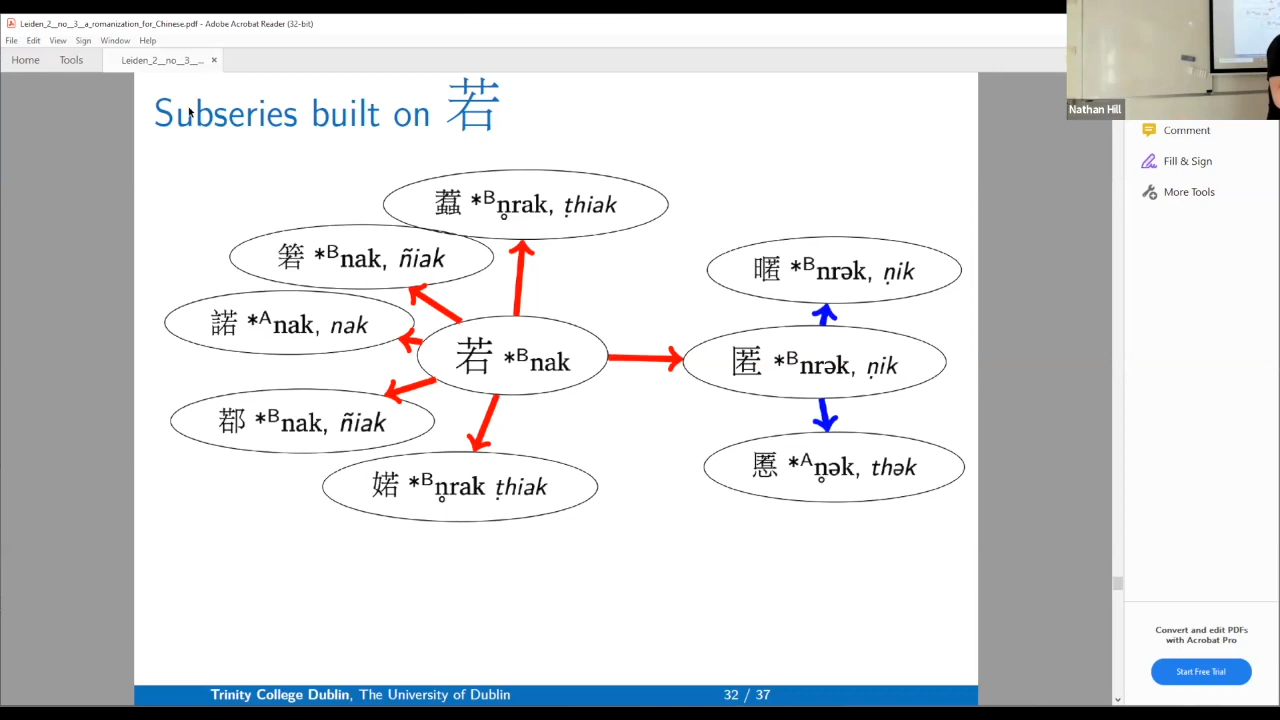 Leiden_2__no__3__a_romanization_for_Chinese.pdf - Adobe Acrobat Reader (32-bit)
File Edit View Sign Window Help
Home Tools Leiden_2__no__3__... ×
Nathan Hill
Comment
Fill & Sign
More Tools
Subseries built on 若
蠚 *ᴮn̥rak, ṭhiak
箬 *ᴮnak, ñiak
諾 *ᴬnak, nak
若 *ᴮnak
鄀 *ᴮnak, ñiak
婼 *ᴮn̥rak ṭhiak
暱 *ᴮnrək, ṇik
匿 *ᴮnrək, ṇik
慝 *ᴬn̥ək, thək
Convert and edit PDFs
with Acrobat Pro
Start Free Trial
Trinity College Dublin, The University of Dublin 32 / 37